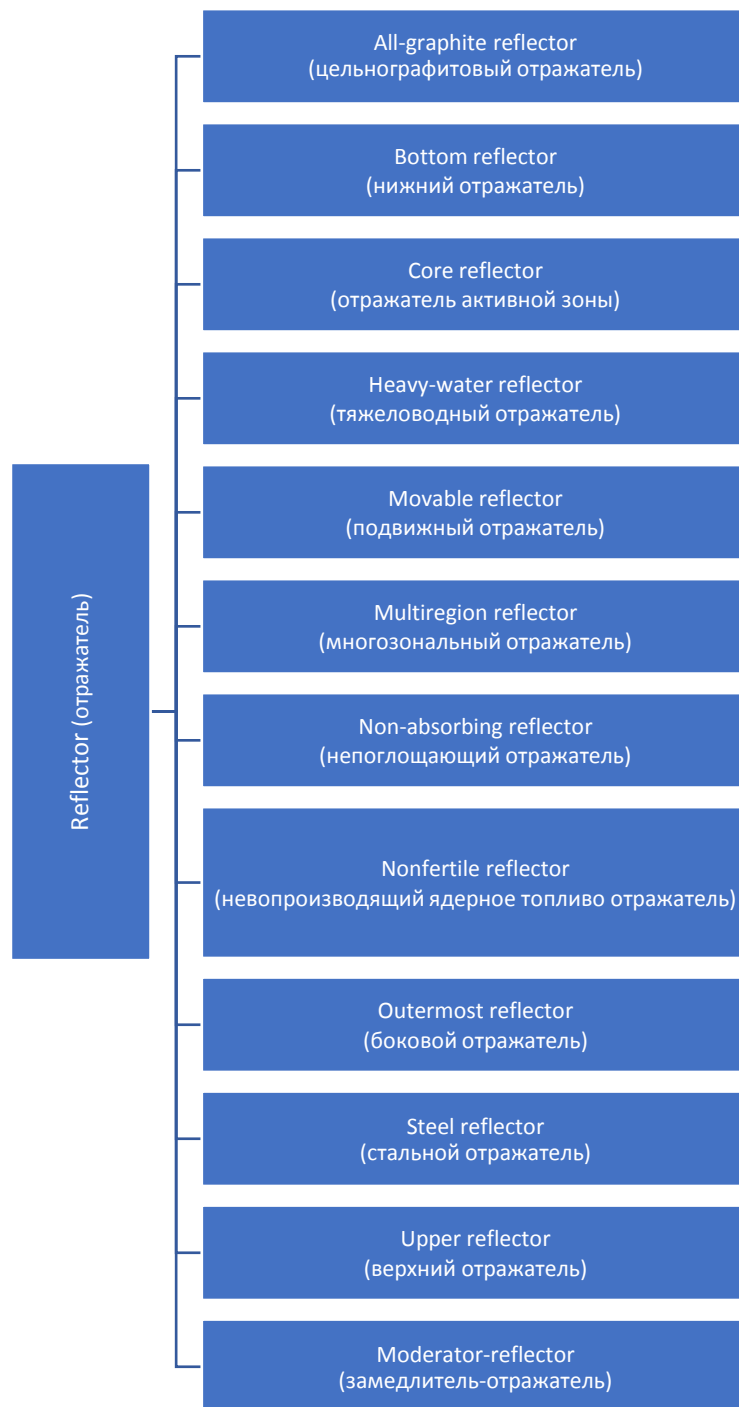 Reflector (отражатель)
All-graphite reflector
(цельнографитовый отражатель)
Bottom reflector
(нижний отражатель)
Core reflector
(отражатель активной зоны)
Heavy-water reflector
(тяжеловодный отражатель)
Movable reflector
(подвижный отражатель)
Multiregion reflector
(многозональный отражатель)
Non-absorbing reflector
(непоглощающий отражатель)
Nonfertile reflector
(невопроизводящий ядерное топливо отражатель)
Outermost reflector
(боковой отражатель)
Steel reflector
(стальной отражатель)
Upper reflector
(верхний отражатель)
Moderator-reflector
(замедлитель-отражатель)